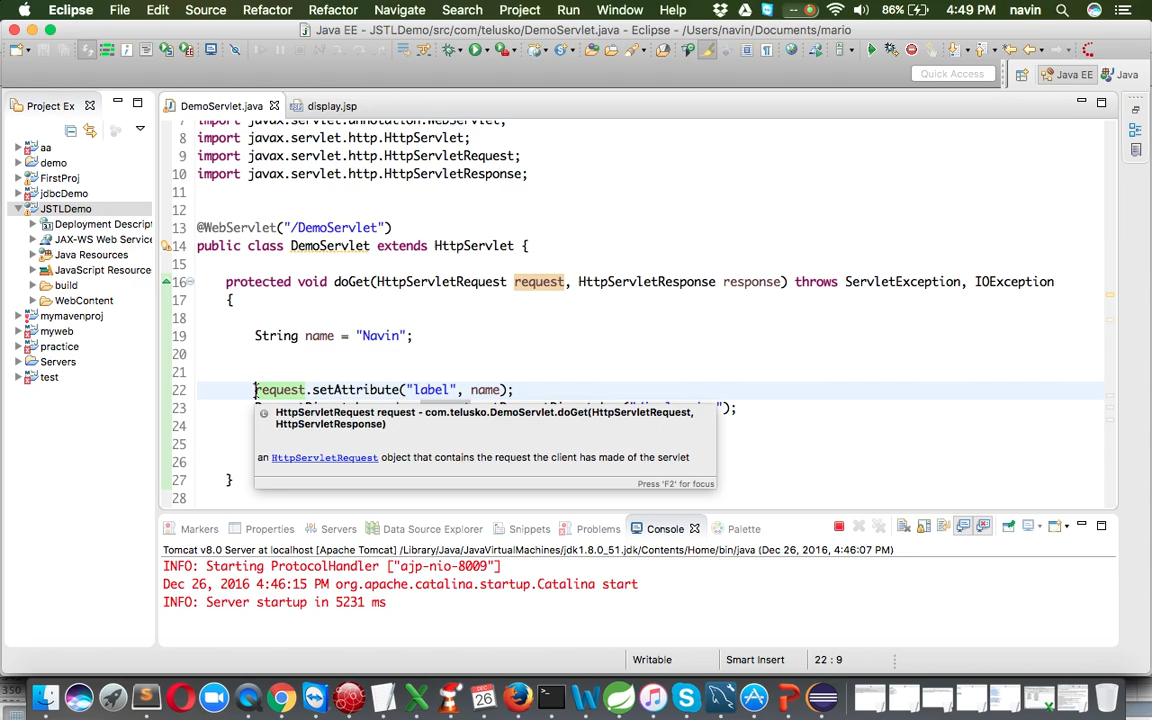 Eclipse File Edit Source Refactor Refactor Navigate Search Project Run Window Help 86% 4:49 PM navin
Java EE - JSTLDemo/src/com/telusko/DemoServlet.java - Eclipse - /Users/navin/Documents/mario
Quick Access
Java EE Java
Project Ex
DemoServlet.java display.jsp
aa
demo
FirstProj
jdbcDemo
JSTLDemo
Deployment Descript
JAX-WS Web Service
Java Resources
JavaScript Resource
build
WebContent
mymavenproj
myweb
practice
Servers
test
7 import javax.servlet.annotation.WebServlet;
8 import javax.servlet.http.HttpServlet;
9 import javax.servlet.http.HttpServletRequest;
10 import javax.servlet.http.HttpServletResponse;
11
12
13 @WebServlet("/DemoServlet")
14 public class DemoServlet extends HttpServlet {
15
16 protected void doGet(HttpServletRequest request, HttpServletResponse response) throws ServletException, IOException
17 {
18
19 String name = "Navin";
20
21
22 request.setAttribute("label", name);
23 ");
24
25
26
27 }
28
HttpServletRequest request - com.telusko.DemoServlet.doGet(HttpServletRequest,
HttpServletResponse)
an HttpServletRequest object that contains the request the client has made of the servlet
Press 'F2' for focus
Markers Properties Servers Data Source Explorer Snippets Problems Console Palette
Tomcat v8.0 Server at localhost [Apache Tomcat] /Library/Java/JavaVirtualMachines/jdk1.8.0_51.jdk/Contents/Home/bin/java (Dec 26, 2016 4:46:07 PM)
INFO: Starting ProtocolHandler ["ajp-nio-8009"]
Dec 26, 2016 4:46:15 PM org.apache.catalina.startup.Catalina start
INFO: Server startup in 5231 ms
Writable Smart Insert 22 : 9